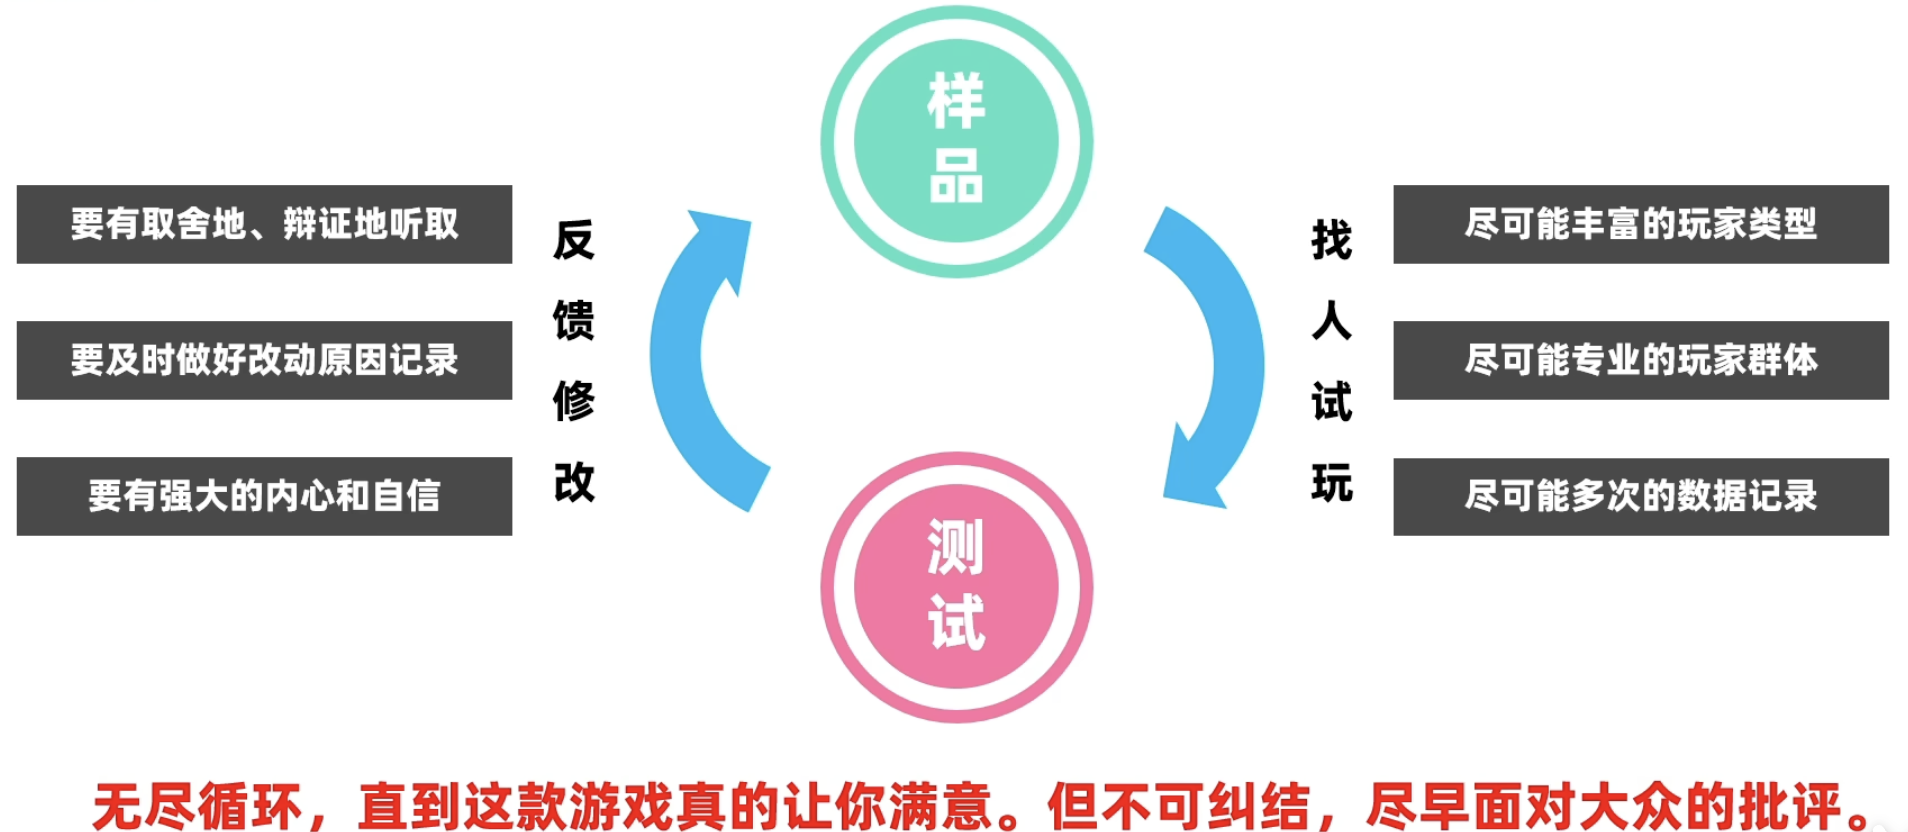 样品
要有取舍地、辩证地听取
要及时做好改动原因记录
要有强大的内心和自信
反馈修改
找人试玩
尽可能丰富的玩家类型
尽可能专业的玩家群体
尽可能多次的数据记录
测试
无尽循环，直到这款游戏真的让你满意。但不可纠结，尽早面对大众的批评。